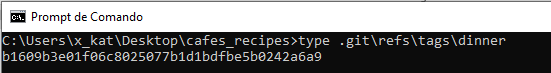 Prompt de Comando
C:\Users\x_kat\Desktop\cafes_recipes>type .git\refs\tags\dinner
b1609b3e01f06c8025077b1d1bdfbe5b0242a6a9